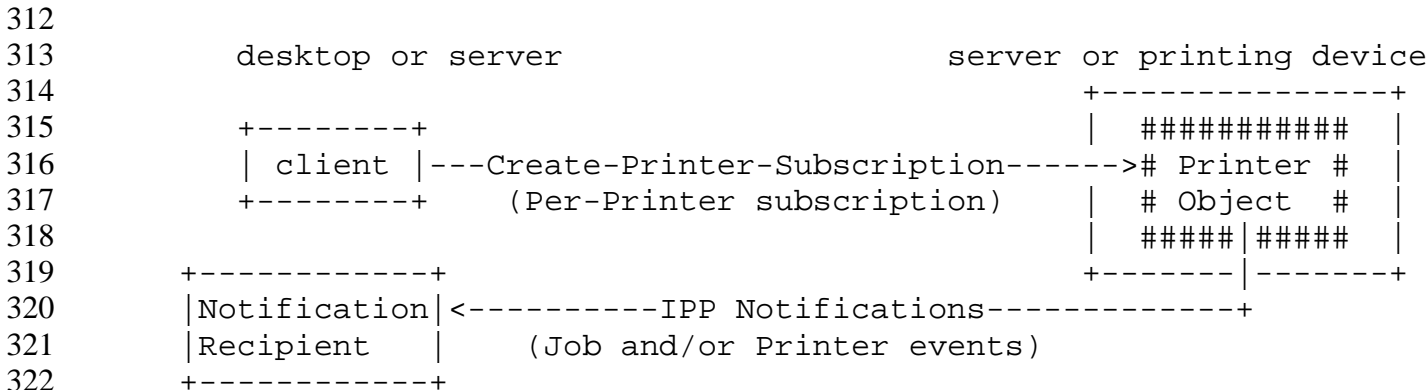 312
313         desktop or server                    server or printing device
314                                                      +---------------+
315         +--------+                                   |  ###########  |
316         | client |---Create-Printer-Subscription------># Printer #  |
317         +--------+    (Per-Printer subscription)     |  # Object  #  |
318                                                      |  #####|#####  |
319      +------------+                                  +-------|-------+
320      |Notification|<----------IPP Notifications-------------+
321      |Recipient   |    (Job and/or Printer events)
322      +------------+